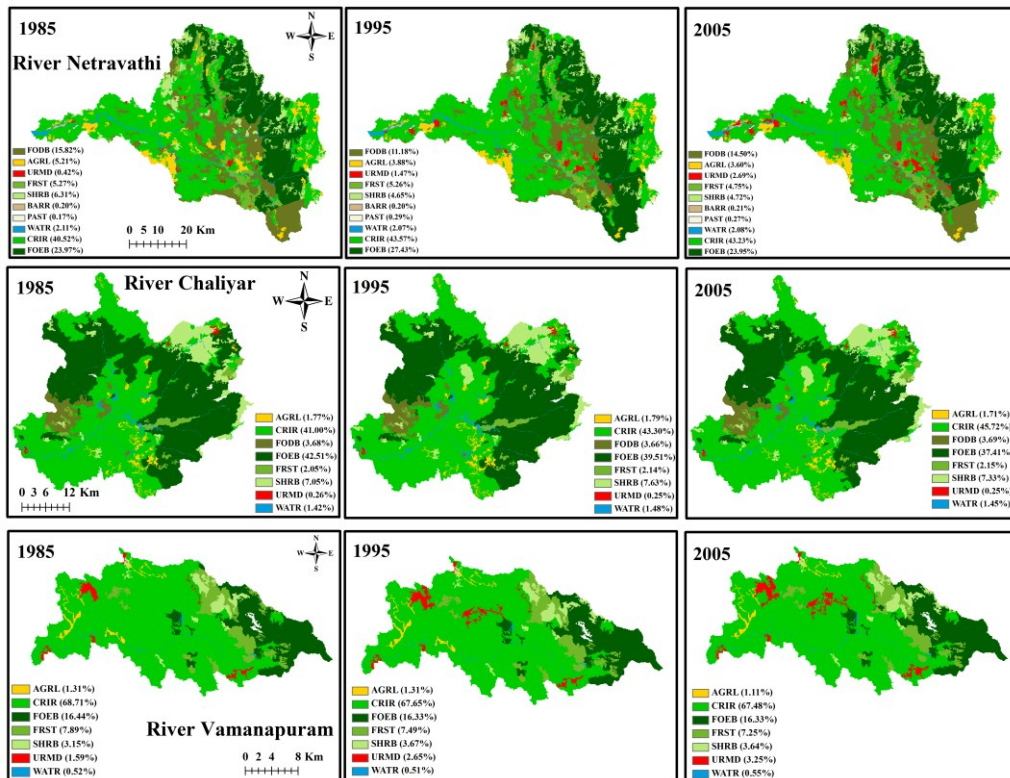 1985
N
W E
S
River Netravathi
FODB (15.82%)
AGRL (5.21%)
URMD (0.42%)
FRST (5.27%)
SHRB (6.31%)
BARR (0.20%)
PAST (0.17%)
WATR (2.11%)
CRIR (40.52%)
FOEB (23.97%)
0 5 10 20 Km
1995
N
W E
S
FODB (11.18%)
AGRL (3.88%)
URMD (1.47%)
FRST (5.26%)
SHRB (4.65%)
BARR (0.20%)
PAST (0.29%)
WATR (2.07%)
CRIR (43.57%)
FOEB (27.43%)
2005
N
W E
S
FODB (14.50%)
AGRL (3.60%)
URMD (2.69%)
FRST (4.75%)
SHRB (4.72%)
BARR (0.21%)
PAST (0.27%)
WATR (2.08%)
CRIR (43.23%)
FOEB (23.95%)
1985
River Chaliyar
N
W E
S
AGRL (1.77%)
CRIR (41.00%)
FODB (3.68%)
FOEB (42.51%)
FRST (2.05%)
SHRB (7.05%)
URMD (0.26%)
WATR (1.42%)
0 3 6 12 Km
1995
AGRL (1.79%)
CRIR (43.30%)
FODB (3.66%)
FOEB (39.51%)
FRST (2.14%)
SHRB (7.63%)
URMD (0.25%)
WATR (1.48%)
2005
AGRL (1.71%)
CRIR (45.72%)
FODB (3.69%)
FOEB (37.41%)
FRST (2.15%)
SHRB (7.33%)
URMD (0.25%)
WATR (1.45%)
1985
N
W E
S
AGRL (1.31%)
CRIR (68.71%)
FOEB (16.44%)
FRST (7.89%)
SHRB (3.15%)
URMD (1.59%)
WATR (0.52%)
River Vamanapuram
0 2 4 8 Km
1995
AGRL (1.31%)
CRIR (67.65%)
FOEB (16.33%)
FRST (7.49%)
SHRB (3.67%)
URMD (2.65%)
WATR (0.51%)
2005
AGRL (1.11%)
CRIR (67.48%)
FOEB (16.33%)
FRST (7.25%)
SHRB (3.64%)
URMD (3.25%)
WATR (0.55%)